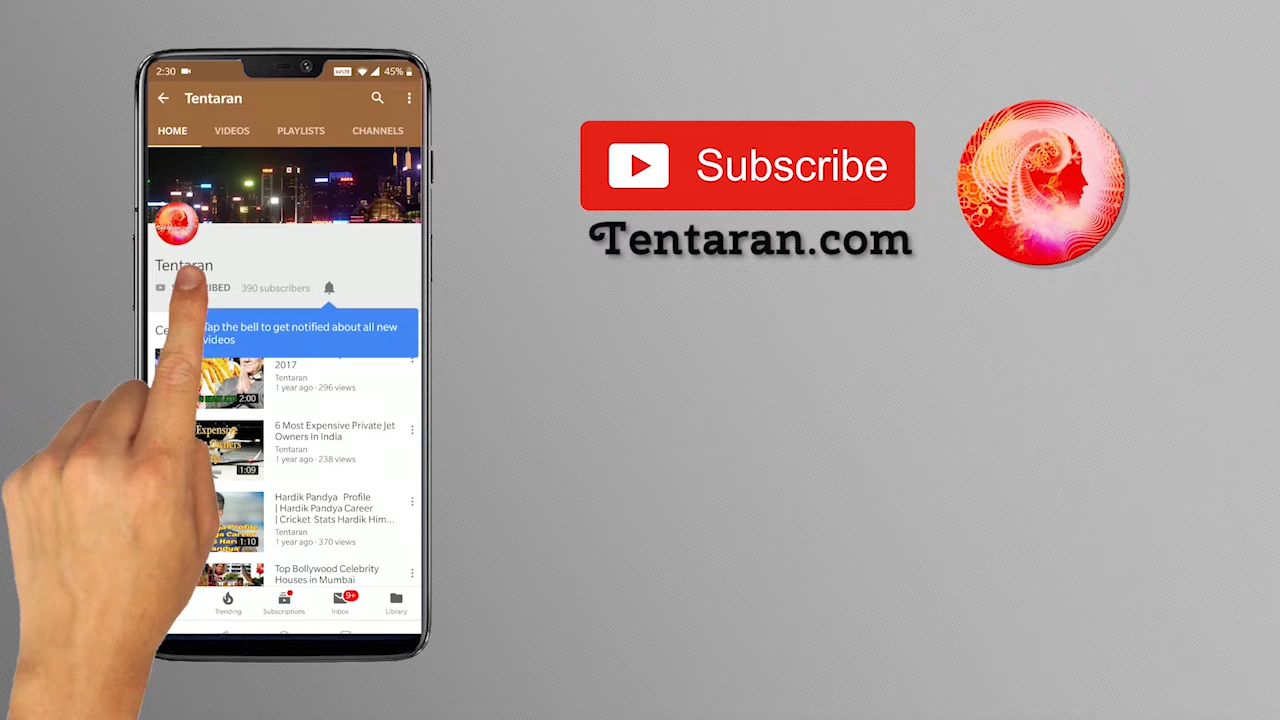 2:30
VoLTE
45%
Tentaran
HOME
VIDEOS
PLAYLISTS
CHANNELS
Tentaran
390 subscribers
Tap the bell to get notified about all new
videos
2017
Tentaran
1 year ago · 296 views
2:00
6 Most Expensive Private Jet
Owners In India
Tentaran
1 year ago · 238 views
Expensive
Owners
1:09
Hardik Pandya Profile
| Hardik Pandya Career
| Cricket Stats Hardik Him...
Tentaran
1 year ago · 370 views
1:10
Top Bollywood Celebrity
Houses in Mumbai
Trending
Subscriptions
9+
Inbox
Library
Subscribe
Tentaran.com